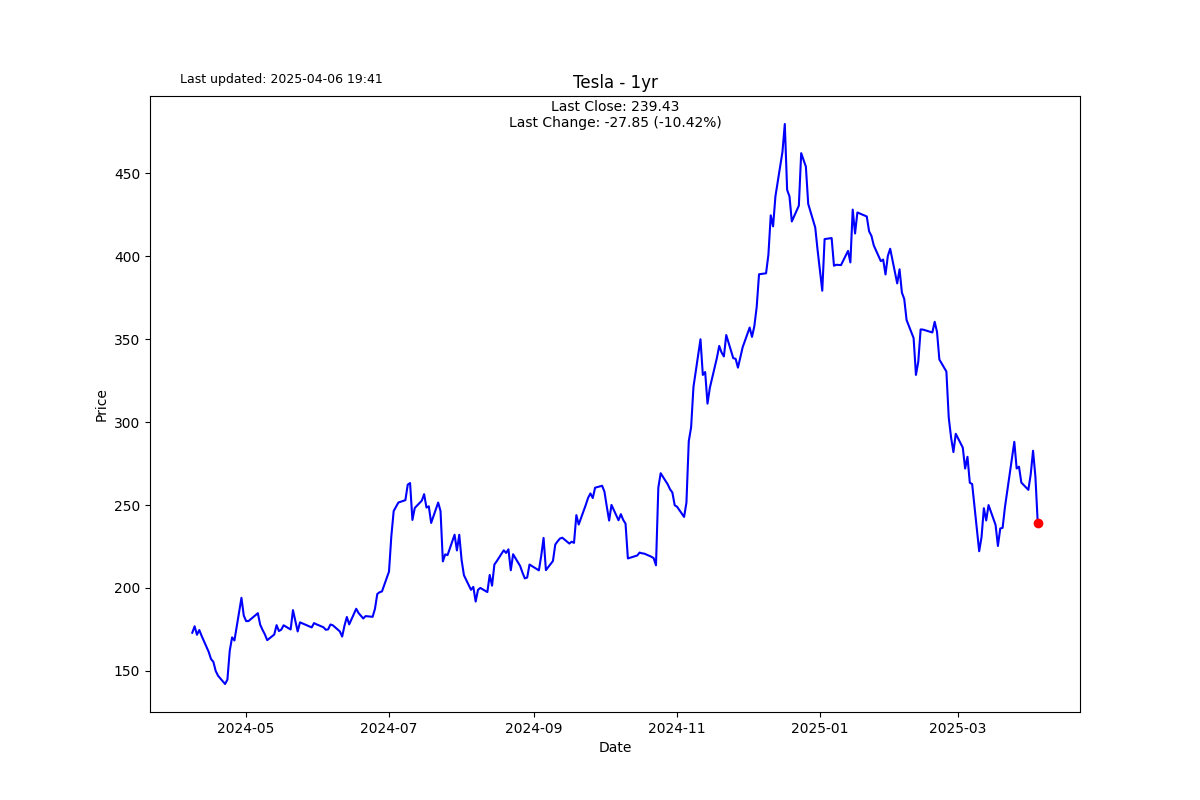 Last updated: 2025-04-06 19:41
Tesla - 1yr
Last Close: 239.43
Last Change: -27.85 (-10.42%)
450
400
350
300
250
200
150
Price
2024-05 2024-07 2024-09 2024-11 2025-01 2025-03
Date